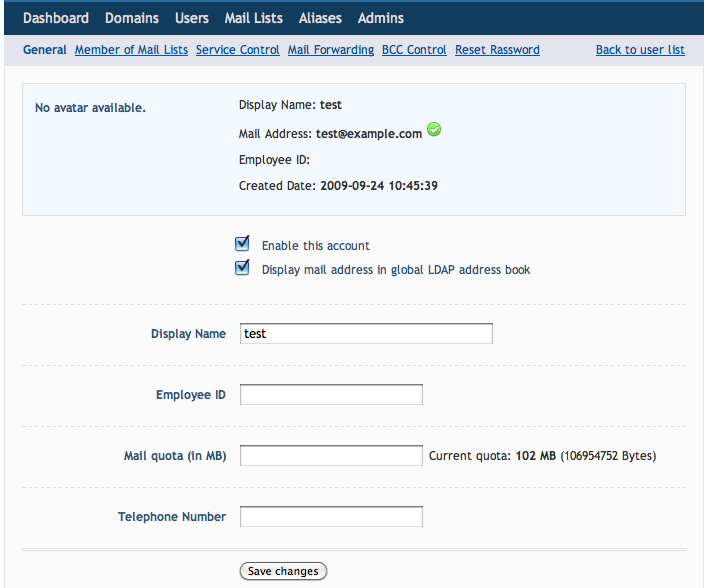 Dashboard Domains Users Mail Lists Aliases Admins
General Member of Mail Lists Service Control Mail Forwarding BCC Control Reset Rassword Back to user list
No avatar available.
Display Name: test
Mail Address: test@example.com
Employee ID:
Created Date: 2009-09-24 10:45:39
Enable this account
Display mail address in global LDAP address book
Display Name test
Employee ID
Mail quota (in MB) Current quota: 102 MB (106954752 Bytes)
Telephone Number
Save changes